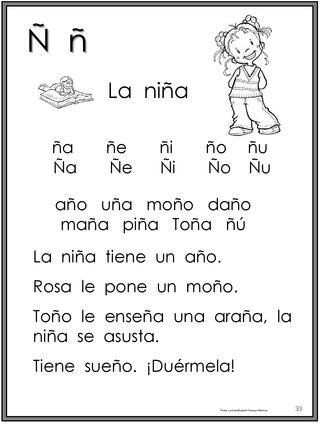 Ñ ñ
La niña
ña ñe ñi ño ñu
Ña Ñe Ñi Ño Ñu
año uña moño daño
maña piña Toña ñú
La niña tiene un año.
Rosa le pone un moño.
Toño le enseña una araña, la
niña se asusta.
Tiene sueño. ¡Duérmela!
33